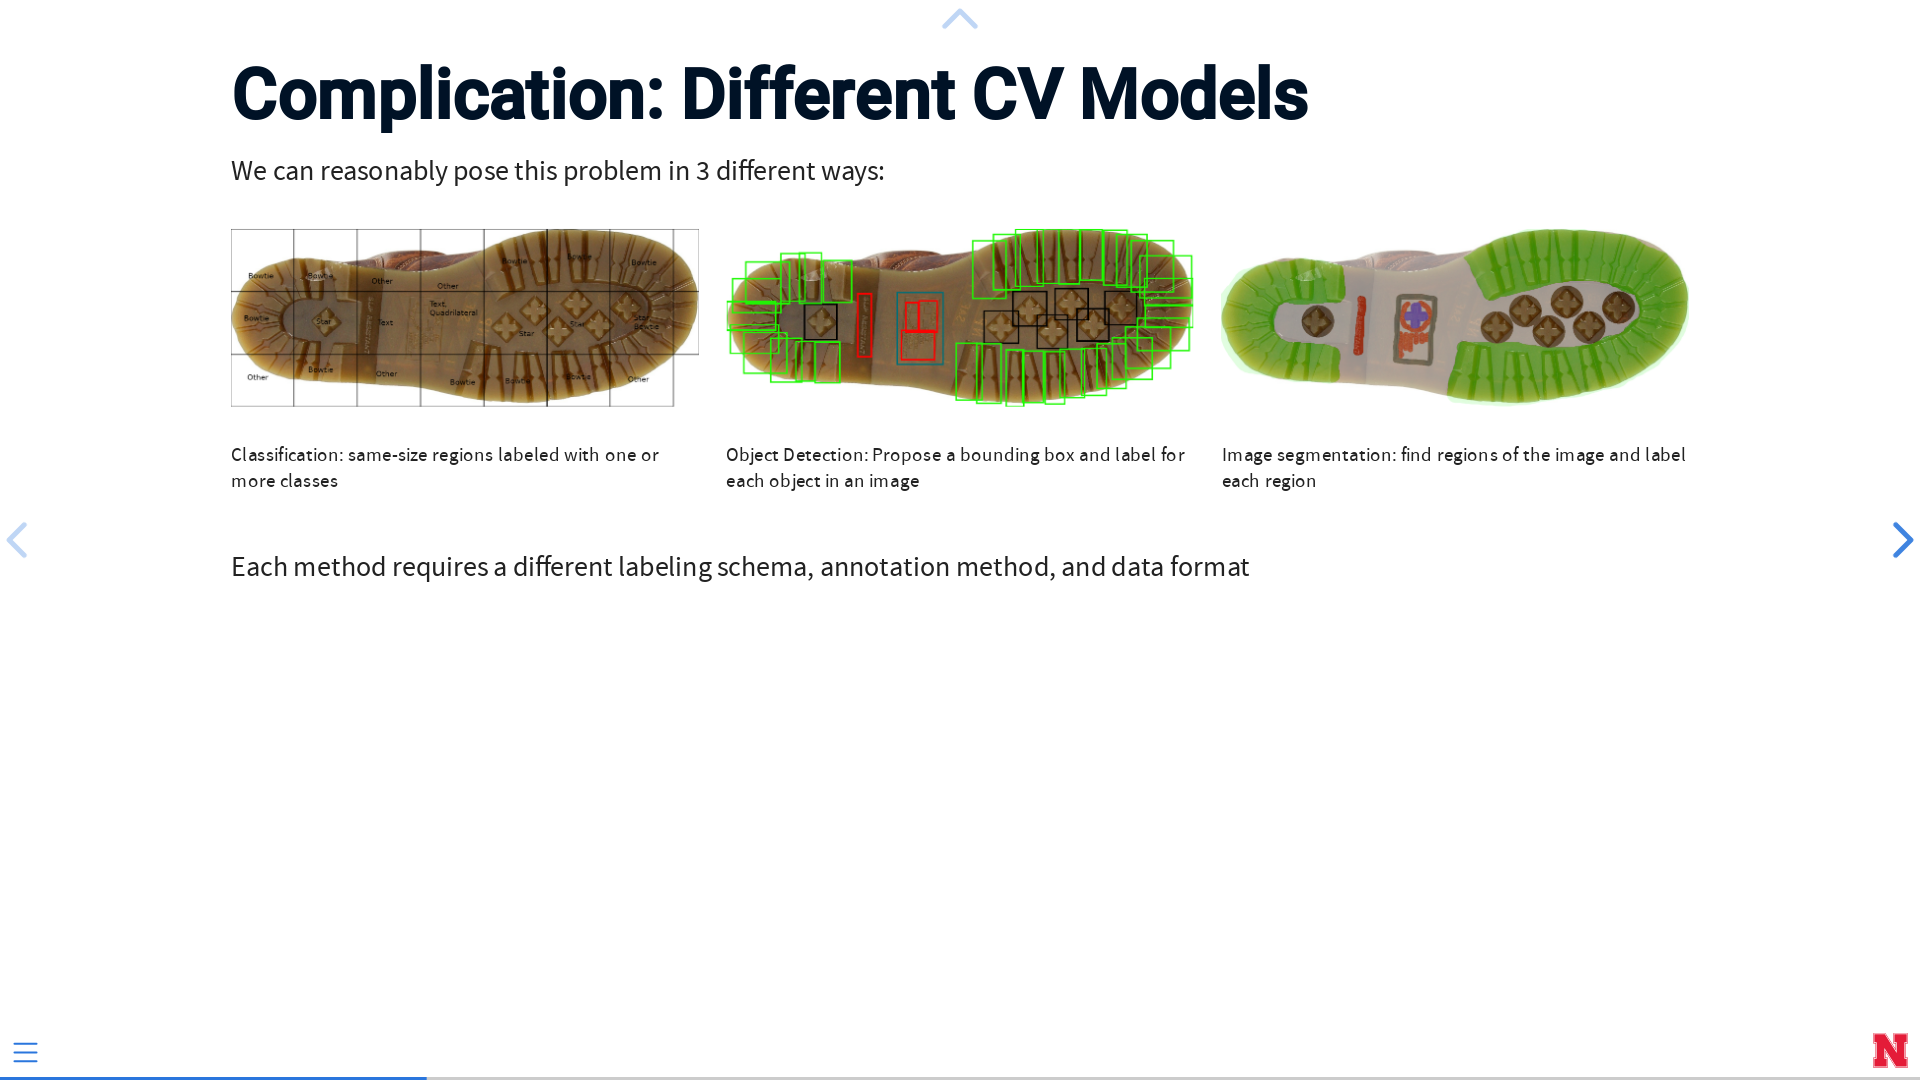 Complication: Different CV Models
We can reasonably pose this problem in 3 different ways:
Bowtie Bowtie Other Other Bowtie Bowtie Bowtie
Bowtie Star Text Text, Star Star Star,
Quadrilateral Bowtie
Other Bowtie Other Bowtie Bowtie Bowtie Other
Classification: same-size regions labeled with one or
more classes
Object Detection: Propose a bounding box and label for
each object in an image
Image segmentation: find regions of the image and label
each region
Each method requires a different labeling schema, annotation method, and data format
N